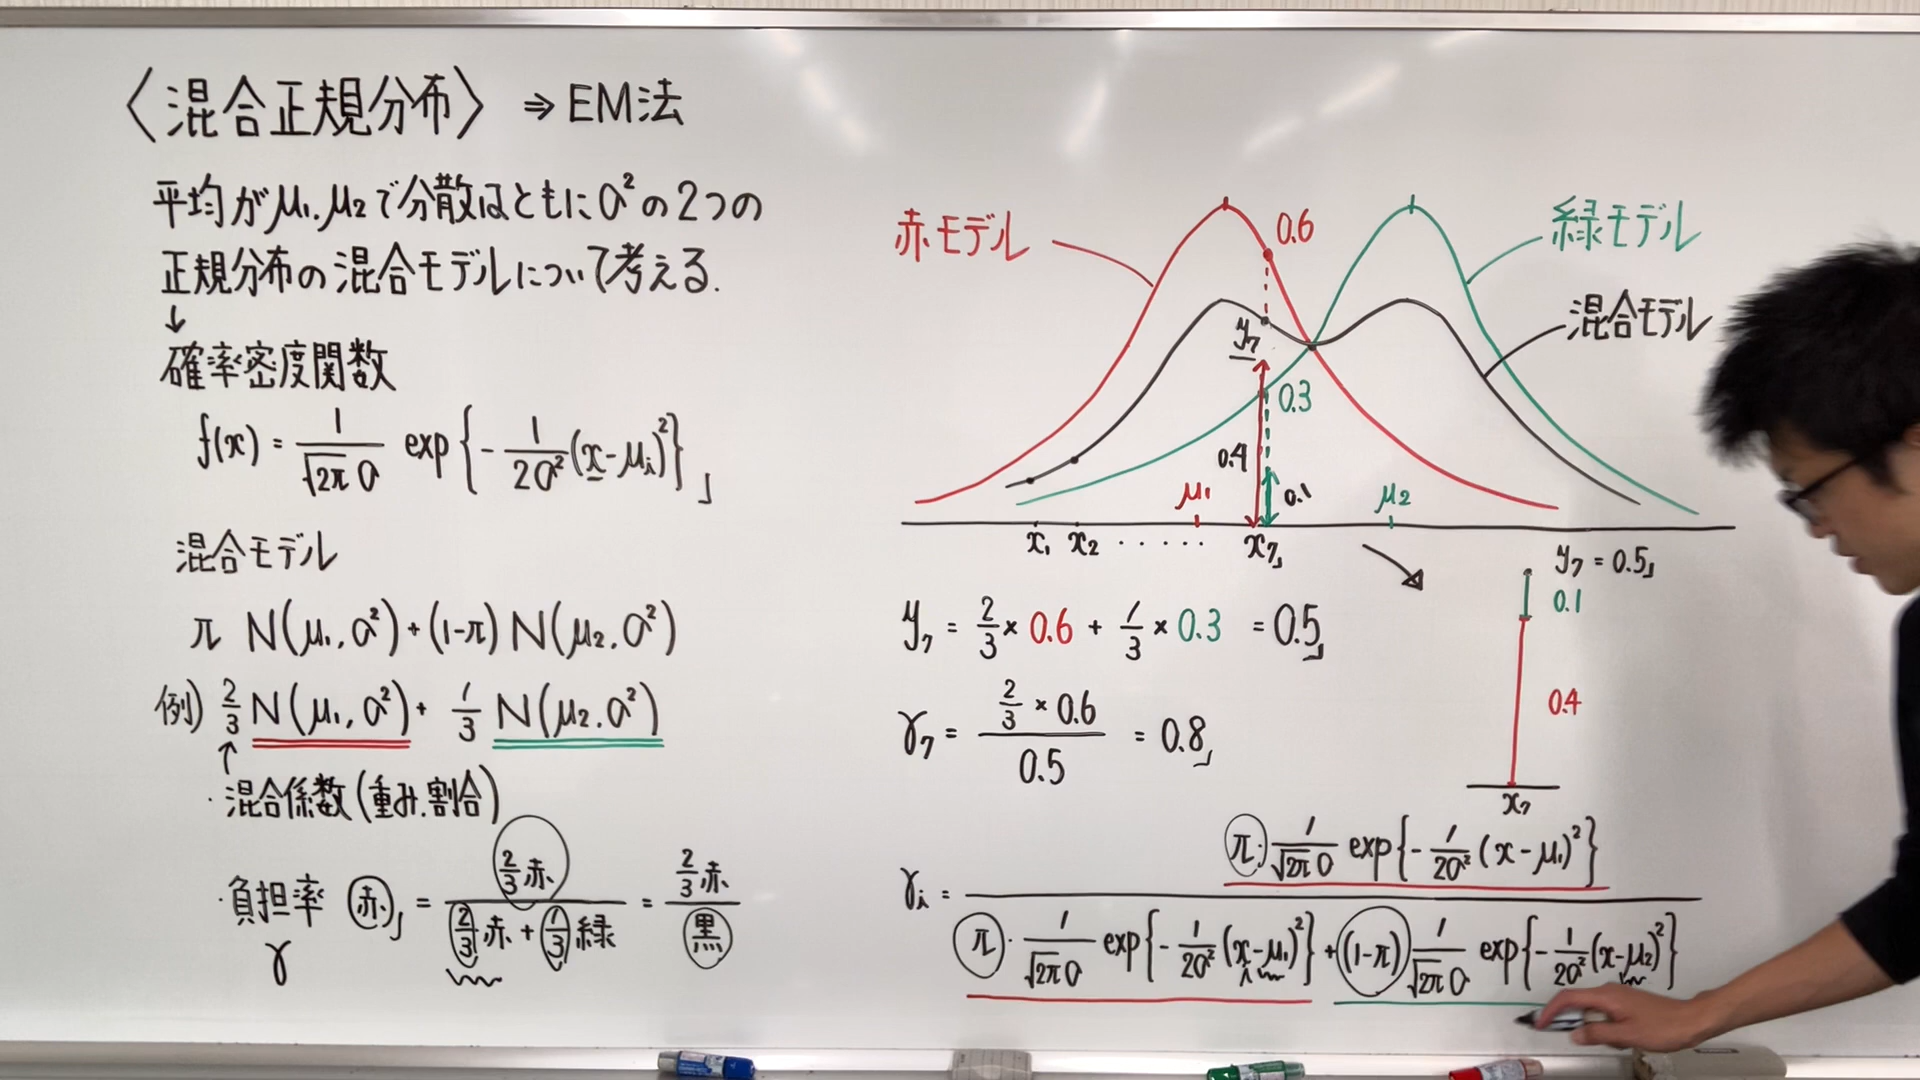 〈混合正規分布〉 ⇒ EM法
平均がμ₁.μ₂で分散はともにσ²の2つの
正規分布の混合モデルについて考える.
↓
確率密度関数
f(x) = 1/√2π σ exp{-1/2σ²(x-μᵢ)²}」
混合モデル
π N(μ₁,σ²)+(1-π) N(μ₂,σ²)
例) 2/3 N(μ₁,σ²)+ 1/3 N(μ₂.σ²)
↑
・混合係数(重み.割合)
・負担率 赤」 = 2/3赤 / 2/3赤+1/3緑 = 2/3赤 / 黒
γ
赤モデル
0.6
緑モデル
混合モデル
y₇
0.3
0.4
0.1
μ₁
μ₂
x₁ x₂ ‥‥‥ x₇」
y₇ = 0.5」
0.1
0.4
x₇
y₇ = 2/3 × 0.6 + 1/3 × 0.3 = 0.5」
γ₇ = 2/3 × 0.6 / 0.5 = 0.8」
γᵢ = π・1/√2π σ exp{-1/2σ²(x-μ₁)²} / π・1/√2π σ exp{-1/2σ²(x-μ₁)²}+(1-π)1/√2π σ exp{-1/2σ²(x-μ₂)²}